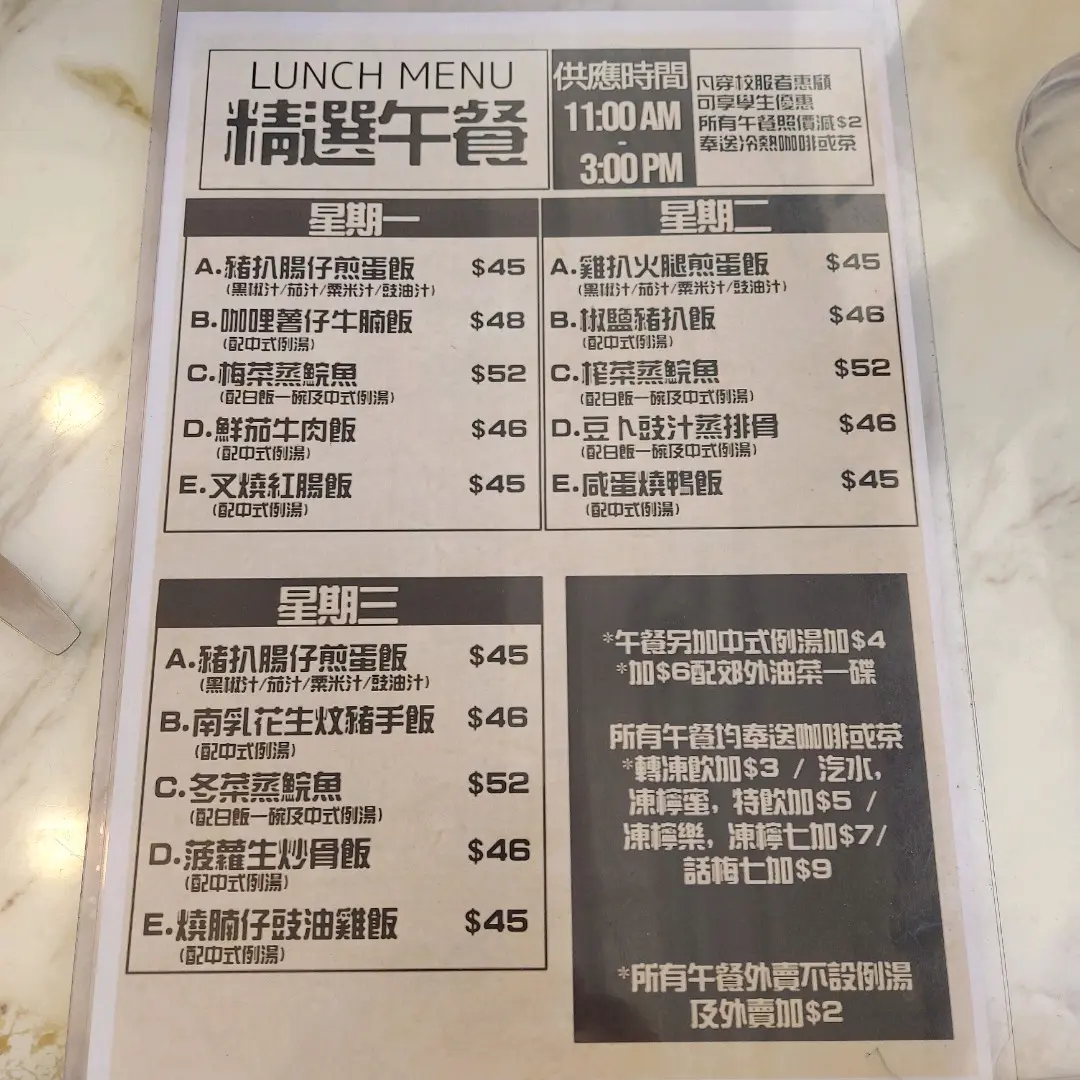 LUNCH MENU
精選午餐
供應時間
11:00 AM
-
3:00 PM
凡穿校服者惠顧
可享學生優惠
所有午餐照價減$2
奉送冷熱咖啡或茶
星期一
A.豬扒腸仔煎蛋飯 $45
(黑椒汁/茄汁/粟米汁/豉油汁)
B.咖哩薯仔牛腩飯 $48
(配中式例湯)
C.梅菜蒸鯇魚 $52
(配白飯一碗及中式例湯)
D.鮮茄牛肉飯 $46
(配中式例湯)
E.叉燒紅腸飯 $45
(配中式例湯)
星期二
A.雞扒火腿煎蛋飯 $45
(黑椒汁/茄汁/粟米汁/豉油汁)
B.椒鹽豬扒飯 $46
(配中式例湯)
C.榨菜蒸鯇魚 $52
(配白飯一碗及中式例湯)
D.豆卜豉汁蒸排骨 $46
(配白飯一碗及中式例湯)
E.咸蛋燒鴨飯 $45
(配中式例湯)
星期三
A.豬扒腸仔煎蛋飯 $45
(黑椒汁/茄汁/粟米汁/豉油汁)
B.南乳花生炆豬手飯 $46
(配中式例湯)
C.冬菜蒸鯇魚 $52
(配白飯一碗及中式例湯)
D.菠蘿生炒骨飯 $46
(配中式例湯)
E.燒腩仔豉油雞飯 $45
(配中式例湯)
*午餐另加中式例湯加$4
*加$6配郊外油菜一碟
所有午餐均奉送咖啡或茶
*轉凍飲加$3 / 汽水,
凍檸蜜, 特飲加$5 /
凍檸樂, 凍檸七加$7/
話梅七加$9
*所有午餐外賣不設例湯
及外賣加$2